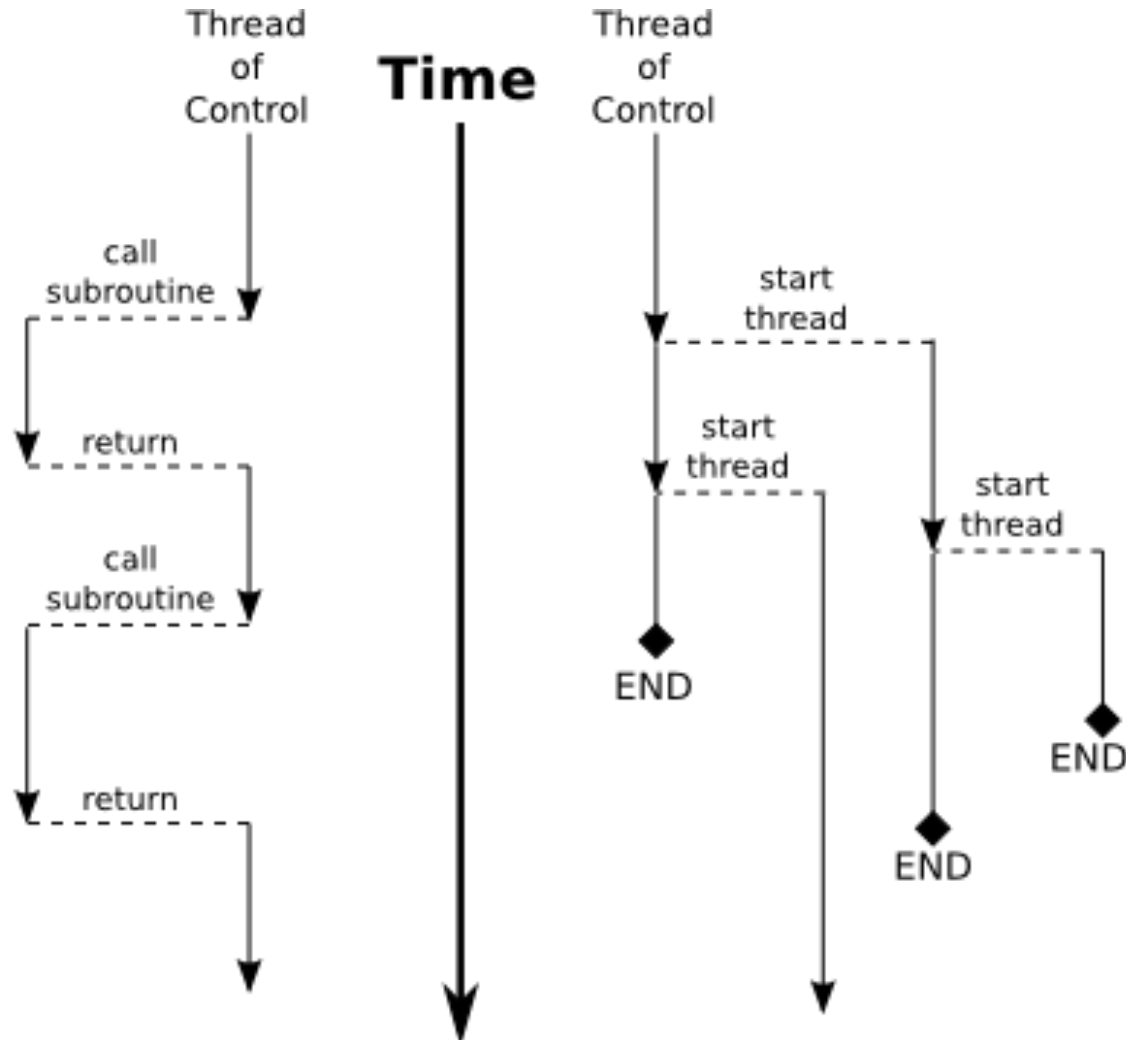 Thread
of
Control
Time
Thread
of
Control
call
subroutine
return
call
subroutine
return
start
thread
start
thread
start
thread
END
END
END